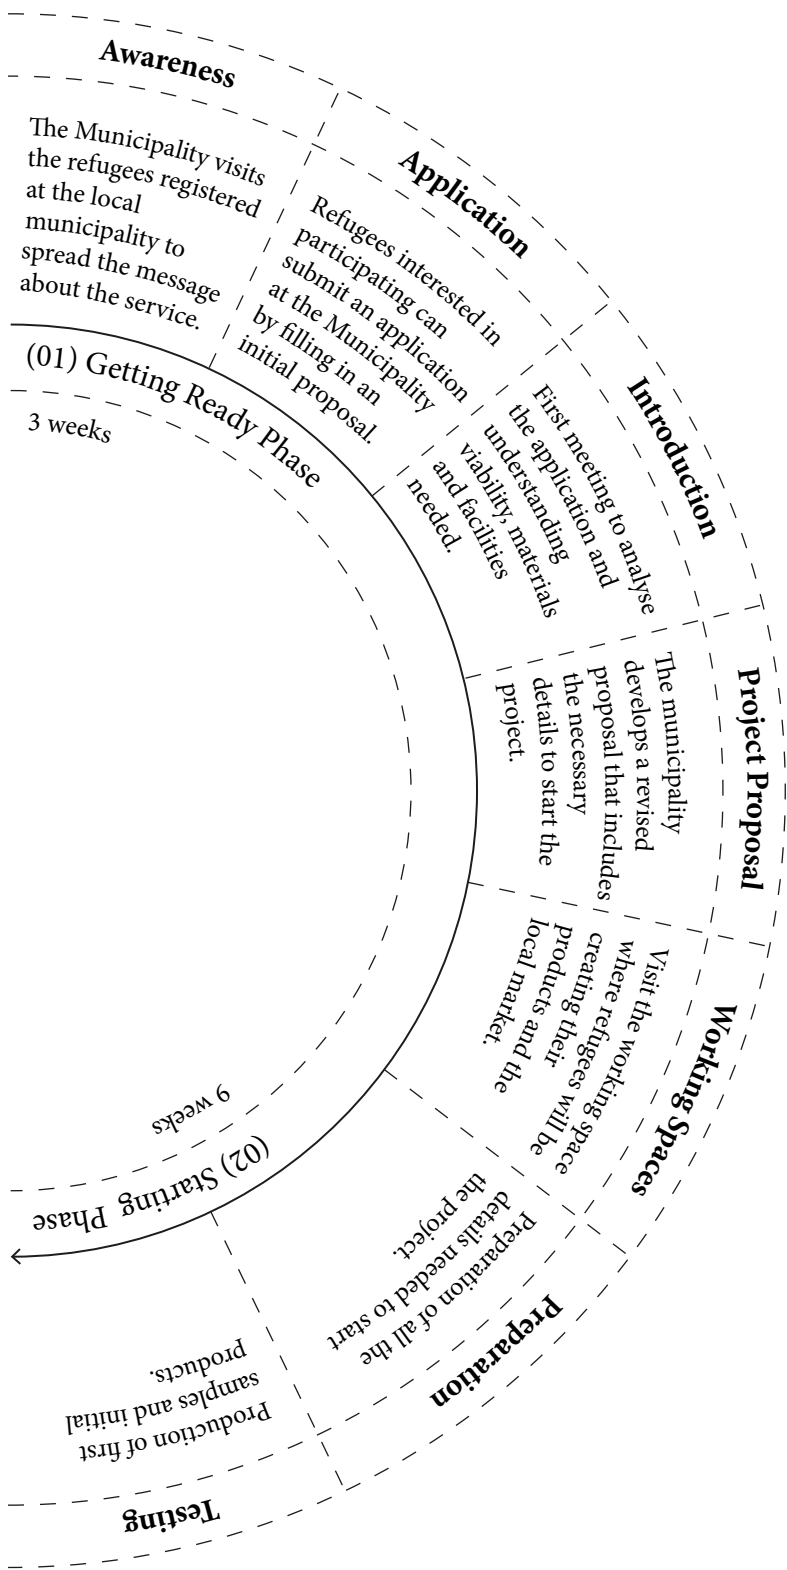 Awareness
The Municipality visits
the refugees registered
at the local
municipality to
spread the message
about the service.
Application
Refugees interested in
participating can
submit an application
at the Municipality
by filling in an
initial proposal.
Introduction
First meeting to analyse
the application and
understanding
viability, materials
and facilities
needed.
Project Proposal
The municipality
develops a revised
proposal that includes
the necessary
details to start the
project.
Working Spaces
Visit the working space
where refugees will be
creating their
products and the
local market.
Preparation
Preparation of all the
details needed to start
the project.
Testing
Production of first
samples and initial
products.
(01) Getting Ready Phase
3 weeks
(02) Starting Phase
9 weeks